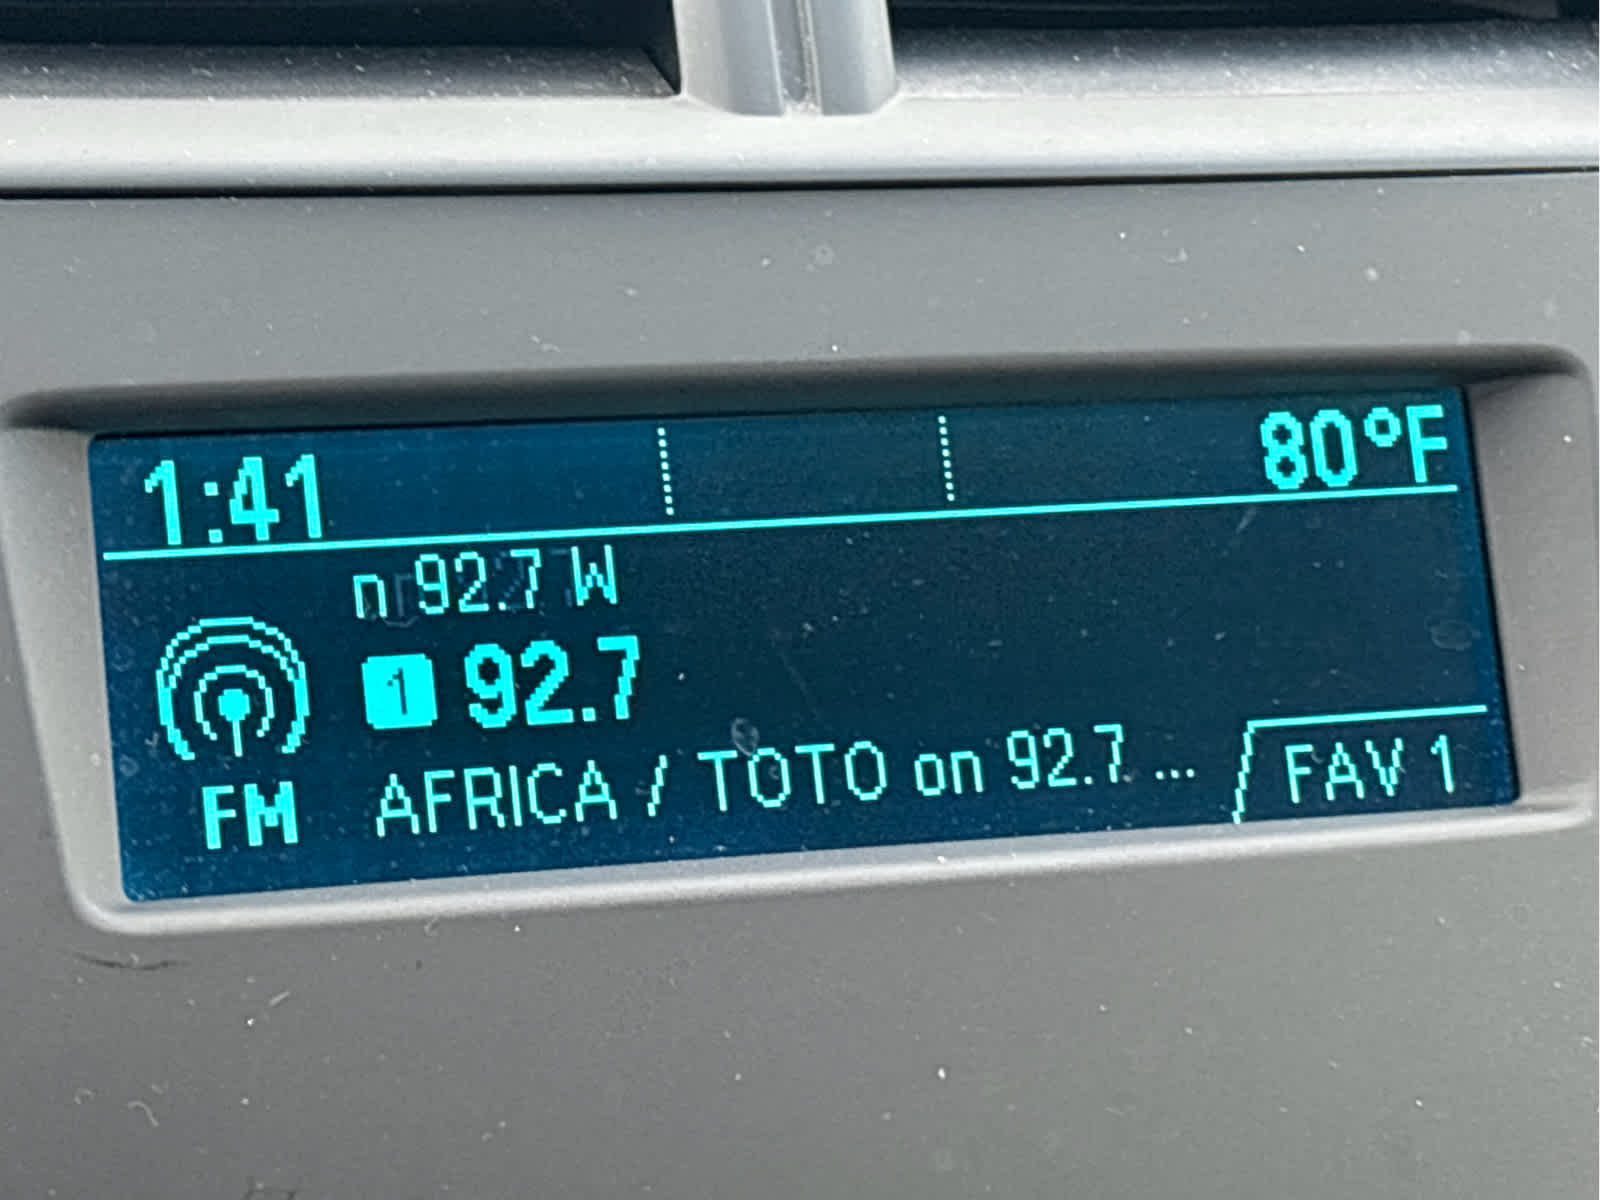 1:41 80°F
n 92.7 W
1 92.7
FM AFRICA / TOTO on 92.7 ... FAV 1